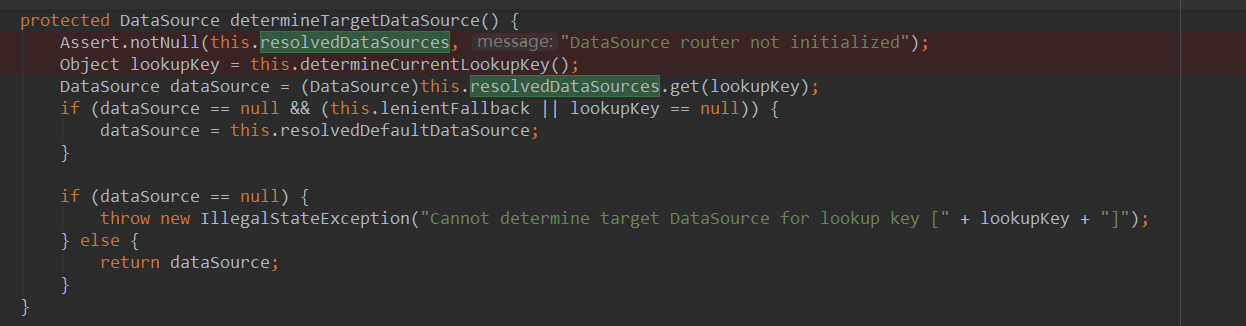 protected DataSource determineTargetDataSource() {
    Assert.notNull(this.resolvedDataSources, message: "DataSource router not initialized");
    Object lookupKey = this.determineCurrentLookupKey();
    DataSource dataSource = (DataSource)this.resolvedDataSources.get(lookupKey);
    if (dataSource == null && (this.lenientFallback || lookupKey == null)) {
        dataSource = this.resolvedDefaultDataSource;
    }
    if (dataSource == null) {
        throw new IllegalStateException("Cannot determine target DataSource for lookup key [" + lookupKey + "]");
    } else {
        return dataSource;
    }
}